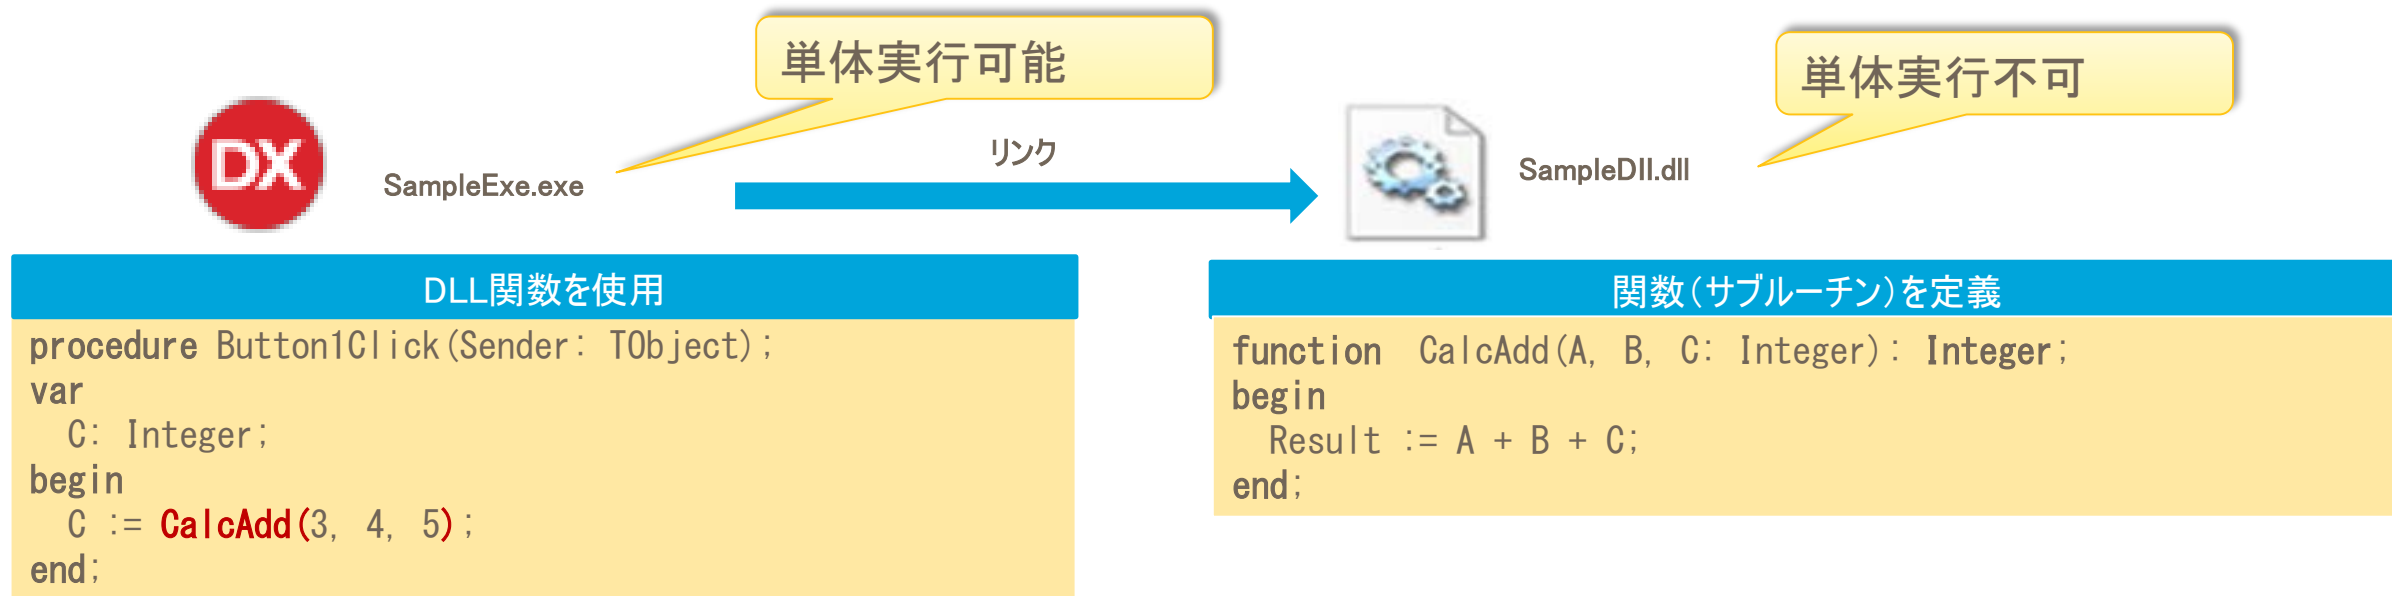 単体実行可能
単体実行不可
DX
SampleExe.exe
リンク
SampleDll.dll
DLL関数を使用
procedure Button1Click(Sender: TObject);
var
  C: Integer;
begin
  C := CalcAdd(3, 4, 5);
end;
関数(サブルーチン)を定義
function  CalcAdd(A, B, C: Integer): Integer;
begin
  Result := A + B + C;
end;